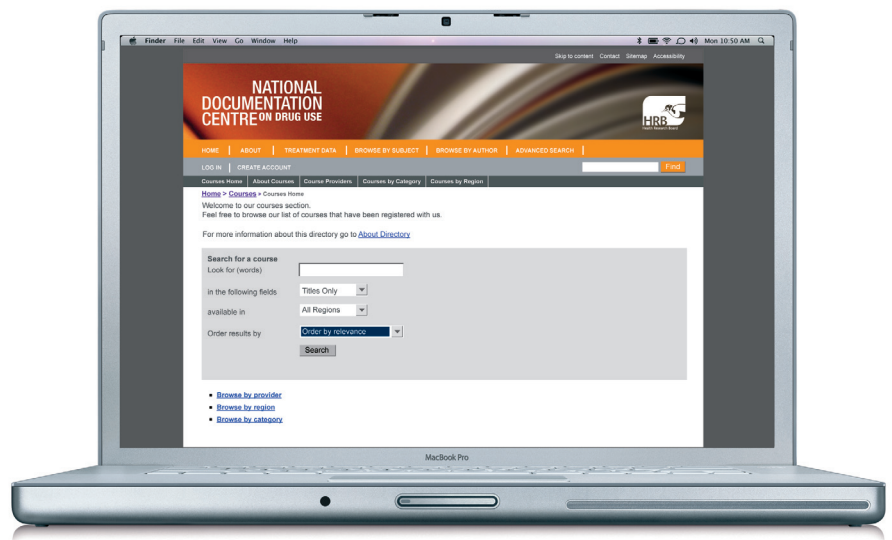 Finder File Edit View Go Window Help Mon 10:50 AM
Skip to content Contact Sitemap Accessibility
NATIONAL
DOCUMENTATION
CENTRE ON DRUG USE
HRB
Health Research Board
HOME ABOUT TREATMENT DATA BROWSE BY SUBJECT BROWSE BY AUTHOR ADVANCED SEARCH
LOG IN CREATE ACCOUNT Find
Courses Home About Courses Course Providers Courses by Category Courses by Region
Home > Courses > Courses Home
Welcome to our courses section.
Feel free to browse our list of courses that have been registered with us.
For more information about this directory go to About Directory
Search for a course
Look for (words)
in the following fields Titles Only
available in All Regions
Order results by Order by relevance
Search
Browse by provider
Browse by region
Browse by category
MacBook Pro